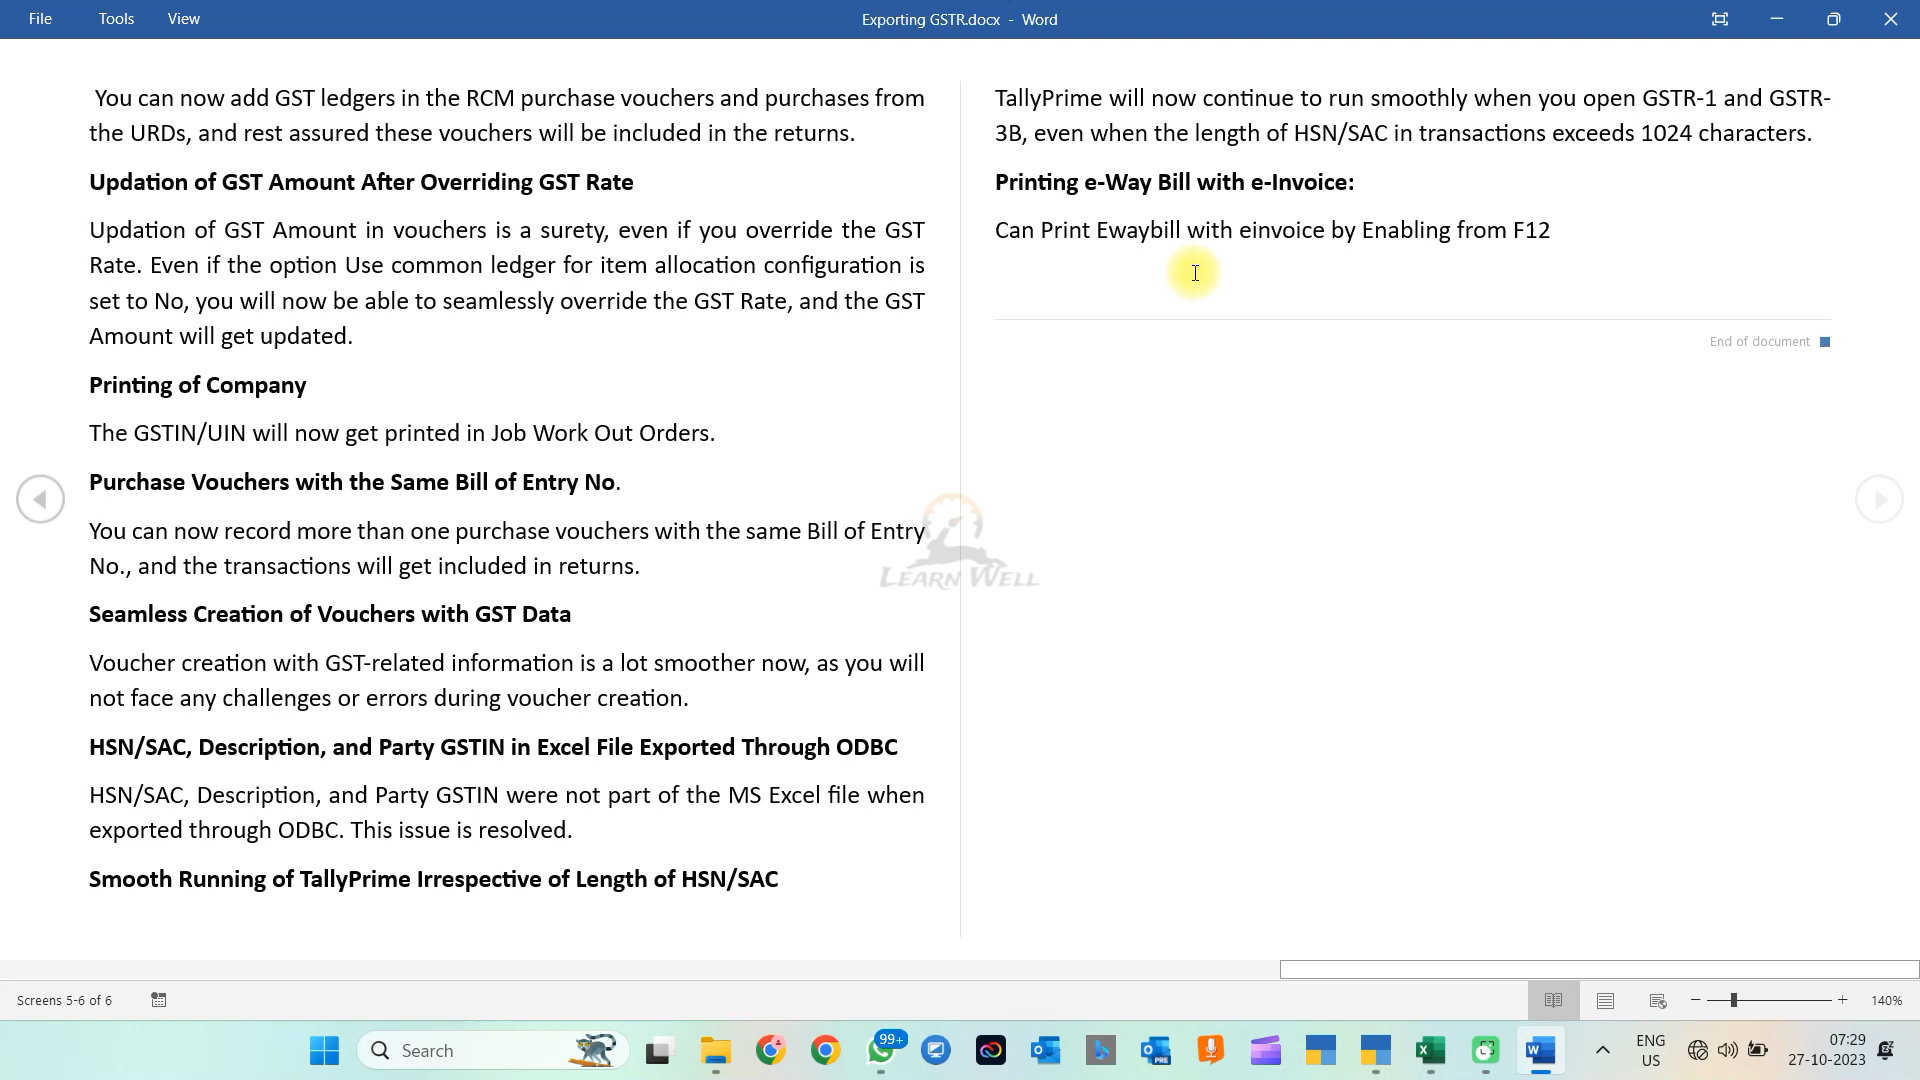 File Tools View Exporting GSTR.docx - Word
You can now add GST ledgers in the RCM purchase vouchers and purchases from
the URDs, and rest assured these vouchers will be included in the returns.
Updation of GST Amount After Overriding GST Rate
Updation of GST Amount in vouchers is a surety, even if you override the GST
Rate. Even if the option Use common ledger for item allocation configuration is
set to No, you will now be able to seamlessly override the GST Rate, and the GST
Amount will get updated.
Printing of Company
The GSTIN/UIN will now get printed in Job Work Out Orders.
Purchase Vouchers with the Same Bill of Entry No.
You can now record more than one purchase vouchers with the same Bill of Entry
No., and the transactions will get included in returns.
Seamless Creation of Vouchers with GST Data
Voucher creation with GST-related information is a lot smoother now, as you will
not face any challenges or errors during voucher creation.
HSN/SAC, Description, and Party GSTIN in Excel File Exported Through ODBC
HSN/SAC, Description, and Party GSTIN were not part of the MS Excel file when
exported through ODBC. This issue is resolved.
Smooth Running of TallyPrime Irrespective of Length of HSN/SAC
TallyPrime will now continue to run smoothly when you open GSTR-1 and GSTR-
3B, even when the length of HSN/SAC in transactions exceeds 1024 characters.
Printing e-Way Bill with e-Invoice:
Can Print Ewaybill with einvoice by Enabling from F12
End of document
LEARN WELL
Screens 5-6 of 6
140%
Search
99+
PRE
ENG
US
07:29
27-10-2023